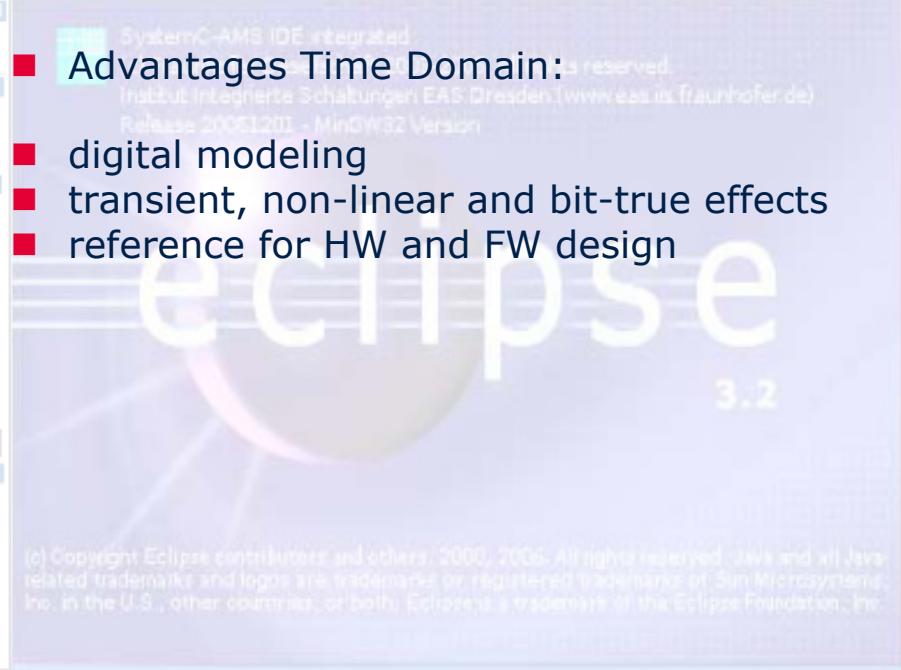 SystemC-AMS IDE integrated
Advantages Time Domain:
s reserved.
Institut Integrierte Schaltungen EAS Dresden (www.eas.iis.fraunhofer.de)
Release 20061201 - MinGW32 Version
digital modeling
transient, non-linear and bit-true effects
reference for HW and FW design
eclipse
3.2
(c) Copyright Eclipse contributors and others, 2000, 2006. All rights reserved. Java and all Java-
related trademarks and logos are trademarks or registered trademarks of Sun Microsystems,
Inc. in the U.S., other countries, or both. Eclipse is a trademark of the Eclipse Foundation, Inc.